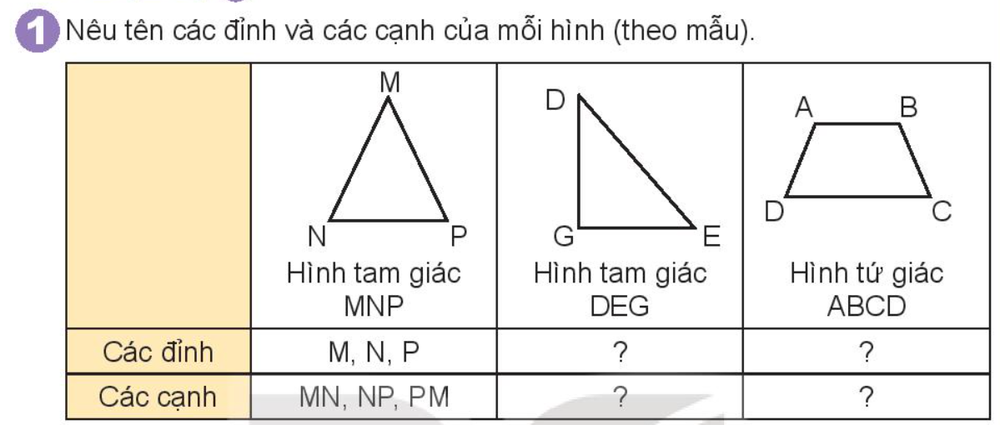 1 Nêu tên các đỉnh và các cạnh của mỗi hình (theo mẫu).
M
N P
Hình tam giác
MNP
D
G E
Hình tam giác
DEG
A B
D C
Hình tứ giác
ABCD
Các đỉnh M, N, P ? ?
Các cạnh MN, NP, PM ? ?